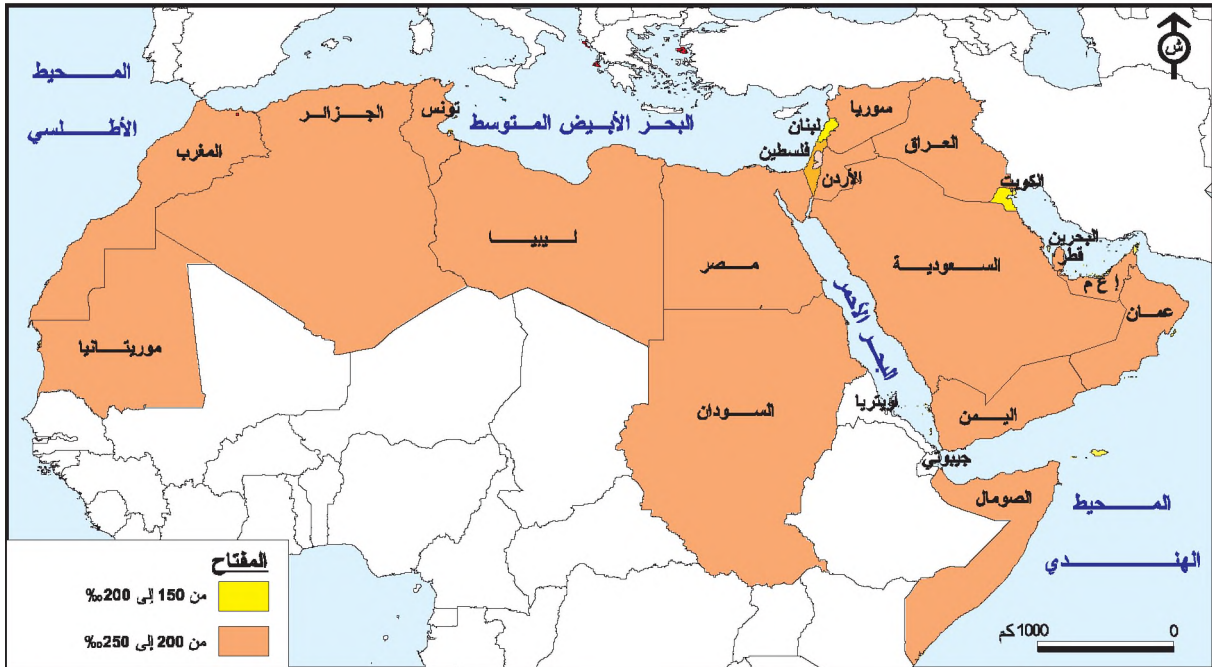 ش
المحيط
الأطلسي
البحر الأبيض المتوسط
تونس
الجزائر
المغرب
سوريا
لبنان
فلسطين
العراق
الأردن
الكويت
ليبيا
مصر
السعودية
البحرين
قطر
إ ع م
عمان
موريتانيا
البحر الأحمر
السودان
اليمن
جيبوتي
الصومال
المحيط
الهندي
المفتاح
من 150 إلى 200‰
من 200 إلى 250‰
0 1000 كم